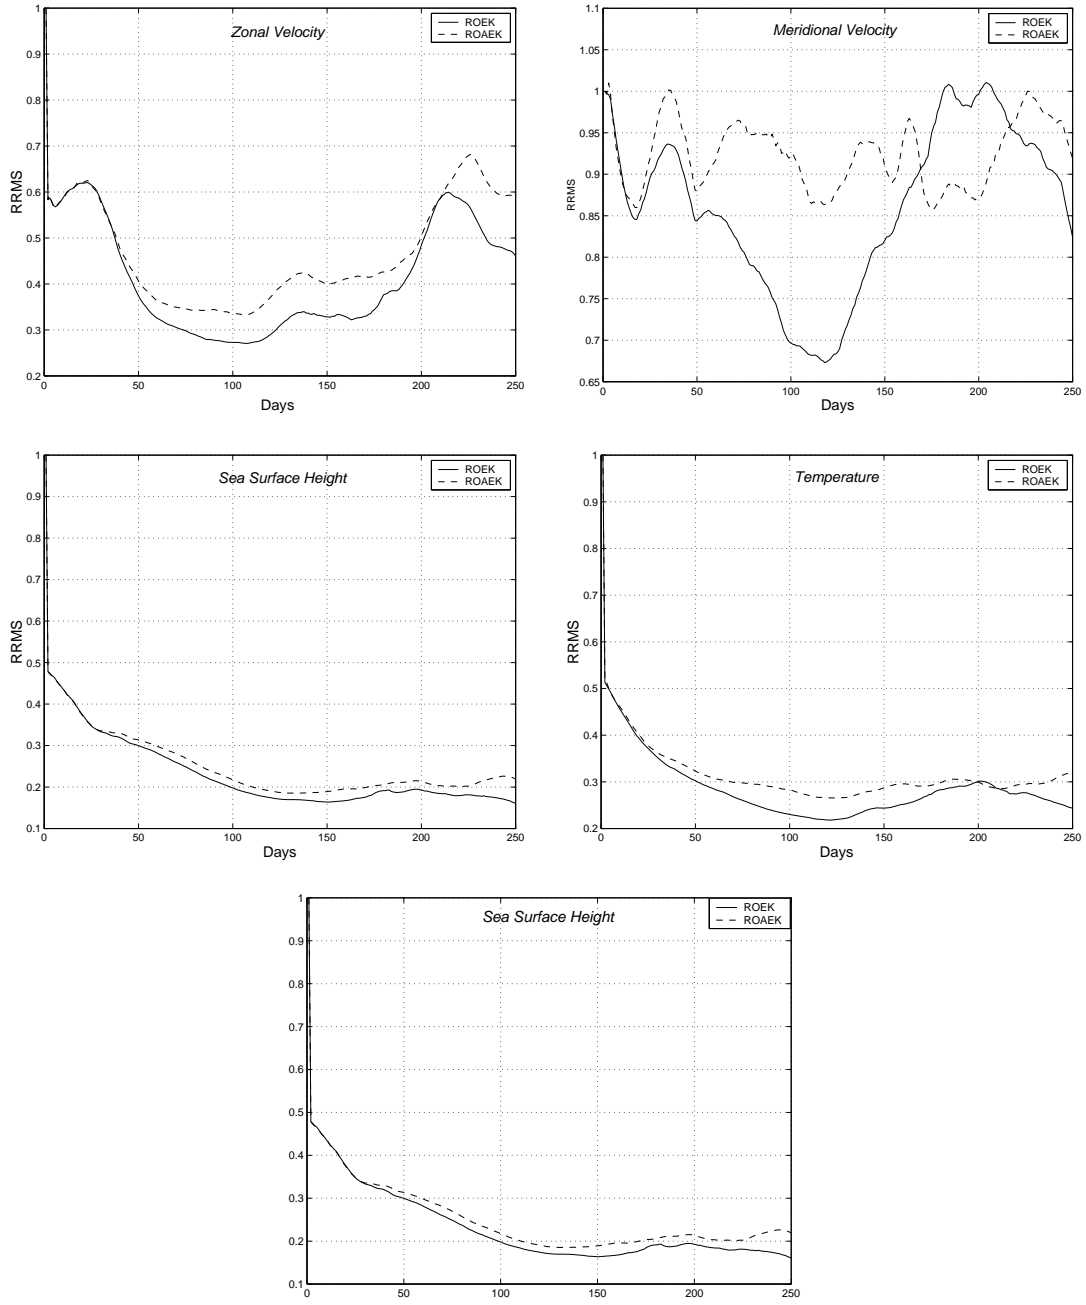 Zonal Velocity
ROEK
ROAEK
RRMS
1
0.9
0.8
0.7
0.6
0.5
0.4
0.3
0.2
0 50 100 150 200 250
Days
Meridional Velocity
ROEK
ROAEK
RRMS
1.1
1.05
1
0.95
0.9
0.85
0.8
0.75
0.7
0.65
0 50 100 150 200 250
Days
Sea Surface Height
ROEK
ROAEK
RRMS
1
0.9
0.8
0.7
0.6
0.5
0.4
0.3
0.2
0.1
0 50 100 150 200 250
Days
Temperature
ROEK
ROAEK
RRMS
1
0.9
0.8
0.7
0.6
0.5
0.4
0.3
0.2
0 50 100 150 200 250
Days
Sea Surface Height
ROEK
ROAEK
1
0.9
0.8
0.7
0.6
0.5
0.4
0.3
0.2
0.1
0 50 100 150 200 250